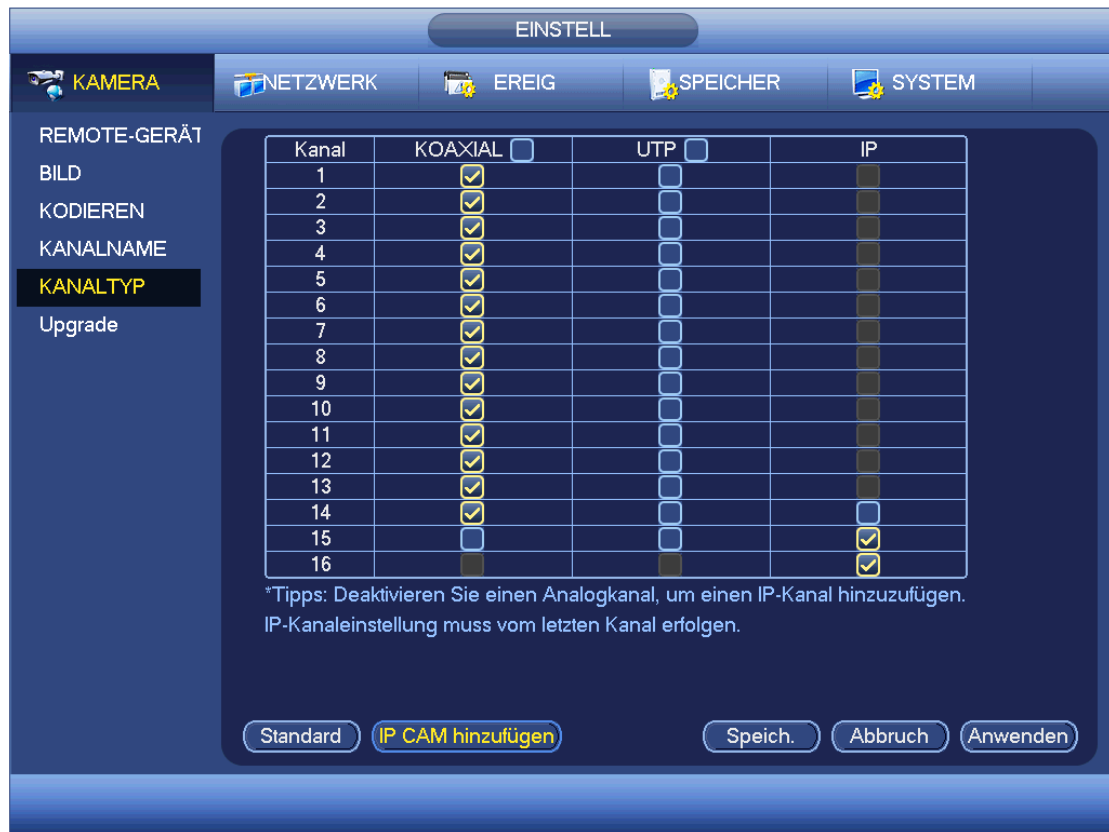 EINSTELL
KAMERA NETZWERK EREIG SPEICHER SYSTEM
REMOTE-GERÄT
BILD
KODIEREN
KANALNAME
KANALTYP
Upgrade
Kanal KOAXIAL UTP IP
1
2
3
4
5
6
7
8
9
10
11
12
13
14
15
16
*Tipps: Deaktivieren Sie einen Analogkanal, um einen IP-Kanal hinzuzufügen.
IP-Kanaleinstellung muss vom letzten Kanal erfolgen.
Standard IP CAM hinzufügen Speich. Abbruch Anwenden